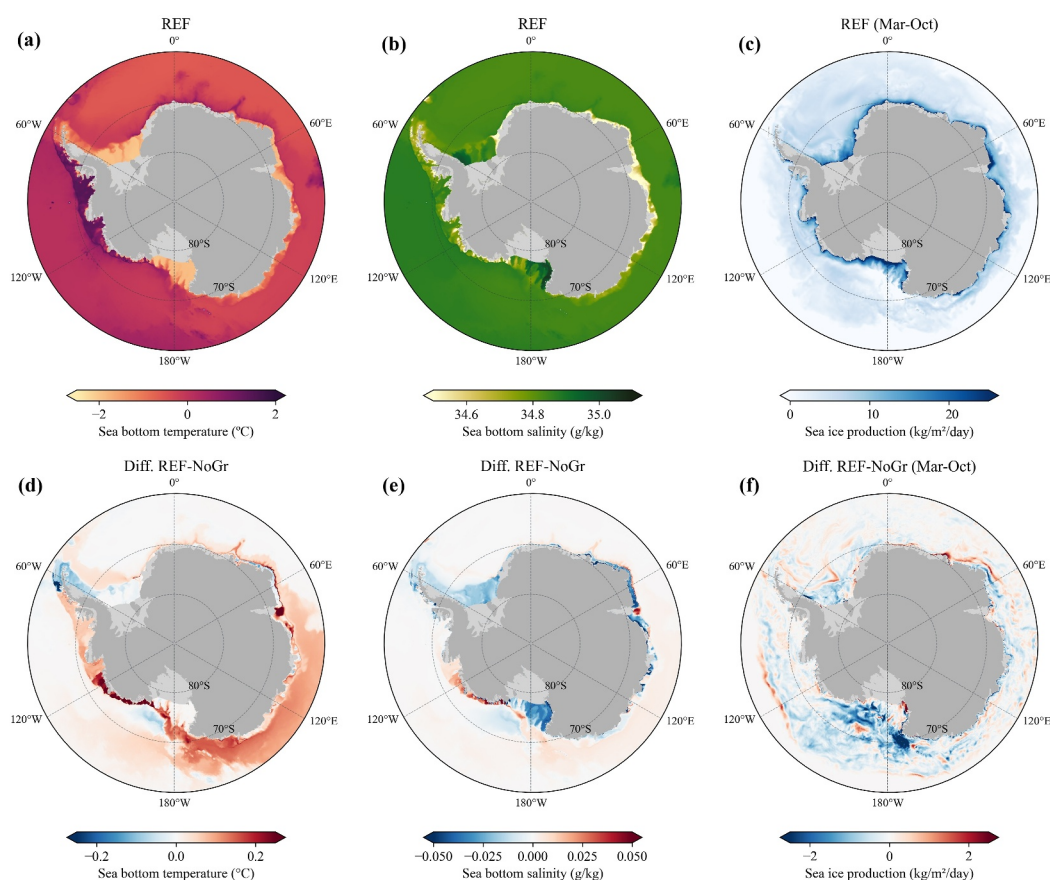 REF
(a)
0°
60°W
60°E
120°W
120°E
80°S
70°S
180°W
−2
0
2
Sea bottom temperature (°C)
REF
(b)
0°
60°W
60°E
120°W
120°E
80°S
70°S
180°W
34.6
34.8
35.0
Sea bottom salinity (g/kg)
REF (Mar-Oct)
(c)
0°
60°W
60°E
120°W
120°E
80°S
70°S
180°W
0
10
20
Sea ice production (kg/m²/day)
Diff. REF-NoGr
(d)
0°
60°W
60°E
120°W
120°E
80°S
70°S
180°W
−0.2
0.0
0.2
Sea bottom temperature (°C)
Diff. REF-NoGr
(e)
0°
60°W
60°E
120°W
120°E
80°S
70°S
180°W
−0.050
−0.025
0.000
0.025
0.050
Sea bottom salinity (g/kg)
Diff. REF-NoGr (Mar-Oct)
(f)
0°
60°W
60°E
120°W
120°E
80°S
70°S
180°W
−2
0
2
Sea ice production (kg/m²/day)